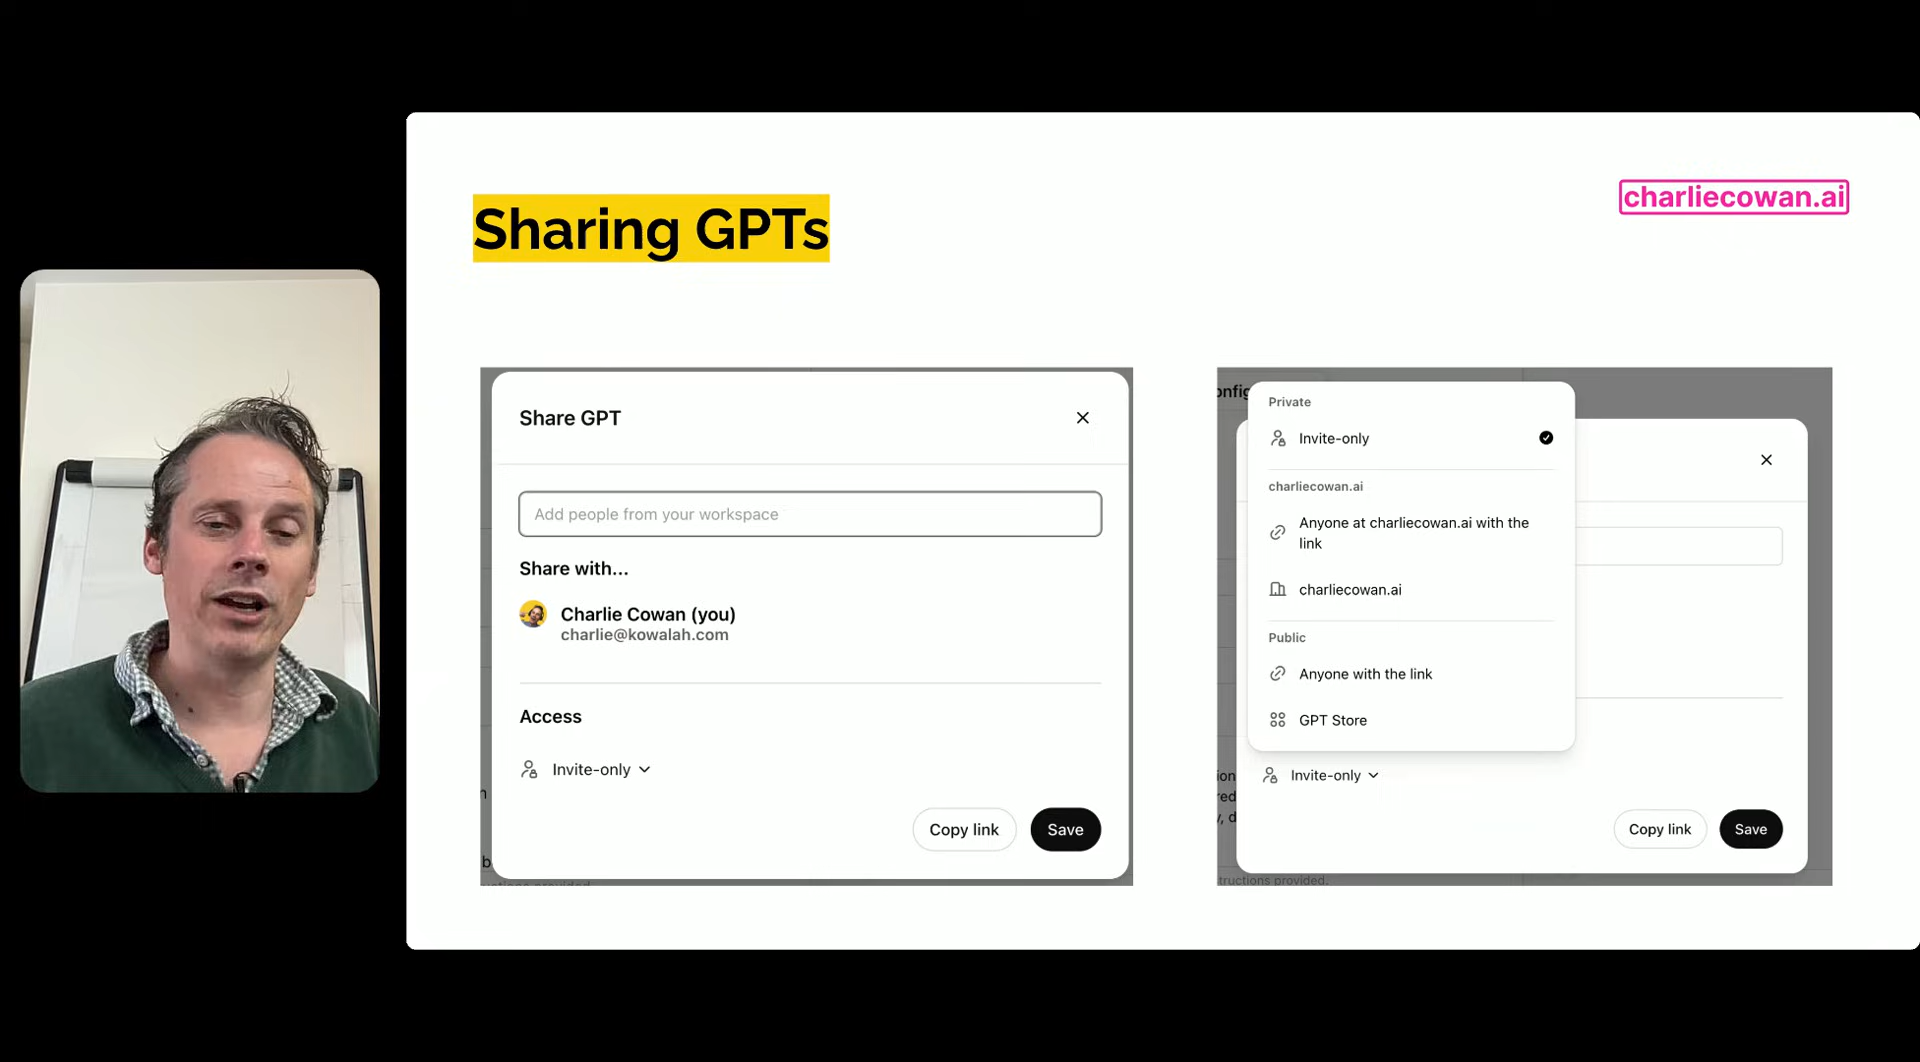 charliecowan.ai
Sharing GPTs
Share GPT
Add people from your workspace
Share with...
Charlie Cowan (you)
charlie@kowalah.com
Access
Invite-only
Copy link
Save
Private
Invite-only
charliecowan.ai
Anyone at charliecowan.ai with the
link
charliecowan.ai
Public
Anyone with the link
GPT Store
Invite-only
Copy link
Save
tructions provided.